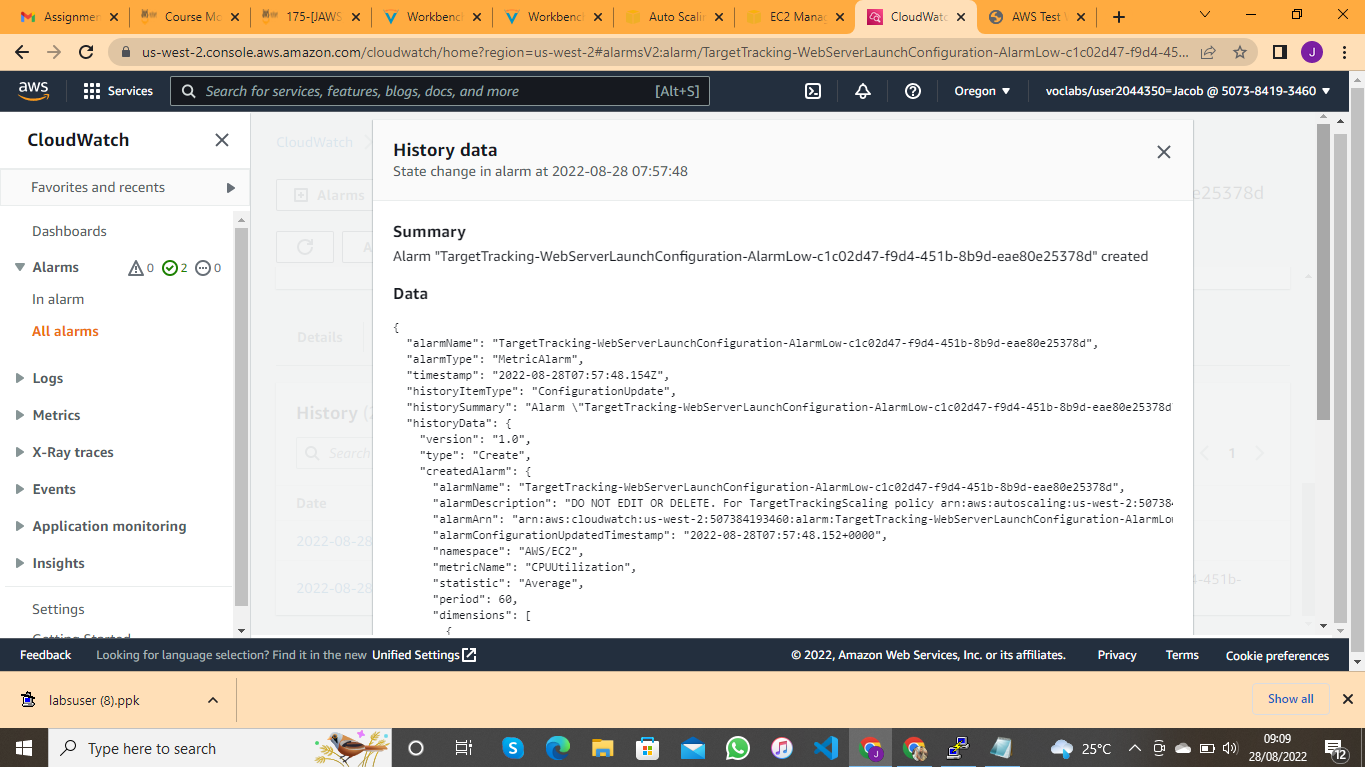 Assignmen
Course Mo
175-[JAWS
Workbench
Workbench
Auto Scalin
EC2 Manag
CloudWatc
AWS Test W
us-west-2.console.aws.amazon.com/cloudwatch/home?region=us-west-2#alarmsV2:alarm/TargetTracking-WebServerLaunchConfiguration-AlarmLow-c1c02d47-f9d4-45...
J
aws
Services
Search for services, features, blogs, docs, and more
[Alt+S]
Oregon
voclabs/user2044350=Jacob @ 5073-8419-3460
CloudWatch
Favorites and recents
Dashboards
Alarms
0
2
0
In alarm
All alarms
Logs
Metrics
X-Ray traces
Events
Application monitoring
Insights
Settings
Getting Started
CloudWatch
Alarms
e25378d
A
Details
History (2
Search
1
Date
2022-08-28
2022-08-28
4-451b-
History data
State change in alarm at 2022-08-28 07:57:48
Summary
Alarm "TargetTracking-WebServerLaunchConfiguration-AlarmLow-c1c02d47-f9d4-451b-8b9d-eae80e25378d" created
Data
{
"alarmName": "TargetTracking-WebServerLaunchConfiguration-AlarmLow-c1c02d47-f9d4-451b-8b9d-eae80e25378d",
"alarmType": "MetricAlarm",
"timestamp": "2022-08-28T07:57:48.154Z",
"historyItemType": "ConfigurationUpdate",
"historySummary": "Alarm \"TargetTracking-WebServerLaunchConfiguration-AlarmLow-c1c02d47-f9d4-451b-8b9d-eae80e25378d
"historyData": {
"version": "1.0",
"type": "Create",
"createdAlarm": {
"alarmName": "TargetTracking-WebServerLaunchConfiguration-AlarmLow-c1c02d47-f9d4-451b-8b9d-eae80e25378d",
"alarmDescription": "DO NOT EDIT OR DELETE. For TargetTrackingScaling policy arn:aws:autoscaling:us-west-2:507384
"alarmArn": "arn:aws:cloudwatch:us-west-2:507384193460:alarm:TargetTracking-WebServerLaunchConfiguration-AlarmLow
"alarmConfigurationUpdatedTimestamp": "2022-08-28T07:57:48.152+0000",
"namespace": "AWS/EC2",
"metricName": "CPUUtilization",
"statistic": "Average",
"period": 60,
"dimensions": [
{
Feedback
Looking for language selection? Find it in the new Unified Settings
© 2022, Amazon Web Services, Inc. or its affiliates.
Privacy
Terms
Cookie preferences
labsuser (8).ppk
Show all
Type here to search
25°C
09:09
28/08/2022
12